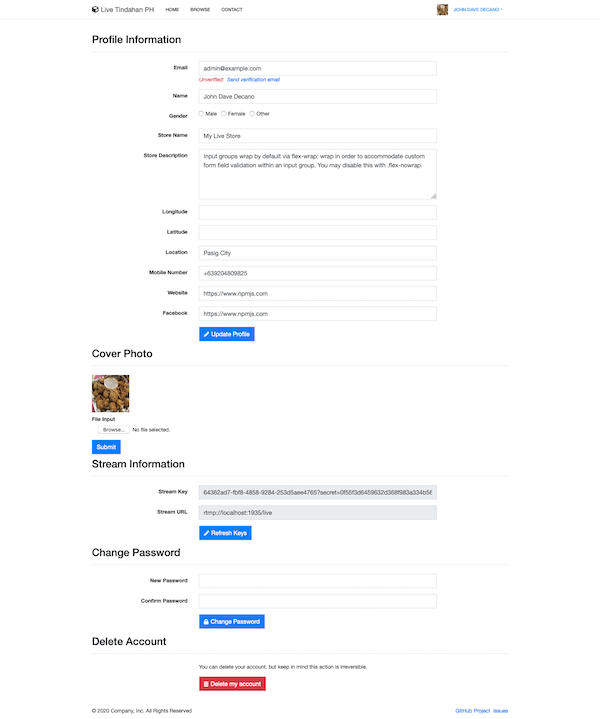 Live Tindahan PH HOME BROWSE CONTACT JOHN DAVE DECANO
Profile Information
Email admin@example.com
Unverified: Send verification email
Name John Dave Decano
Gender Male Female Other
Store Name My Live Store
Store Description Input groups wrap by default via flex-wrap: wrap in order to accommodate custom
form field validation within an input group. You may disable this with .flex-nowrap.
Longitude
Latitude
Location Pasig City
Mobile Number +639204809825
Website https://www.npmjs.com
Facebook https://www.npmjs.com
Update Profile
Cover Photo
File Input
Browse... No file selected.
Submit
Stream Information
Stream Key 64362ad7-fbf8-4858-9284-253d5aee4765?secret=0f55f3d6459632d368f983a334b56
Stream URL rtmp://localhost:1935/live
Refresh Keys
Change Password
New Password
Confirm Password
Change Password
Delete Account
You can delete your account, but keep in mind this action is irreversible.
Delete my account
© 2020 Company, Inc. All Rights Reserved GitHub Project Issues